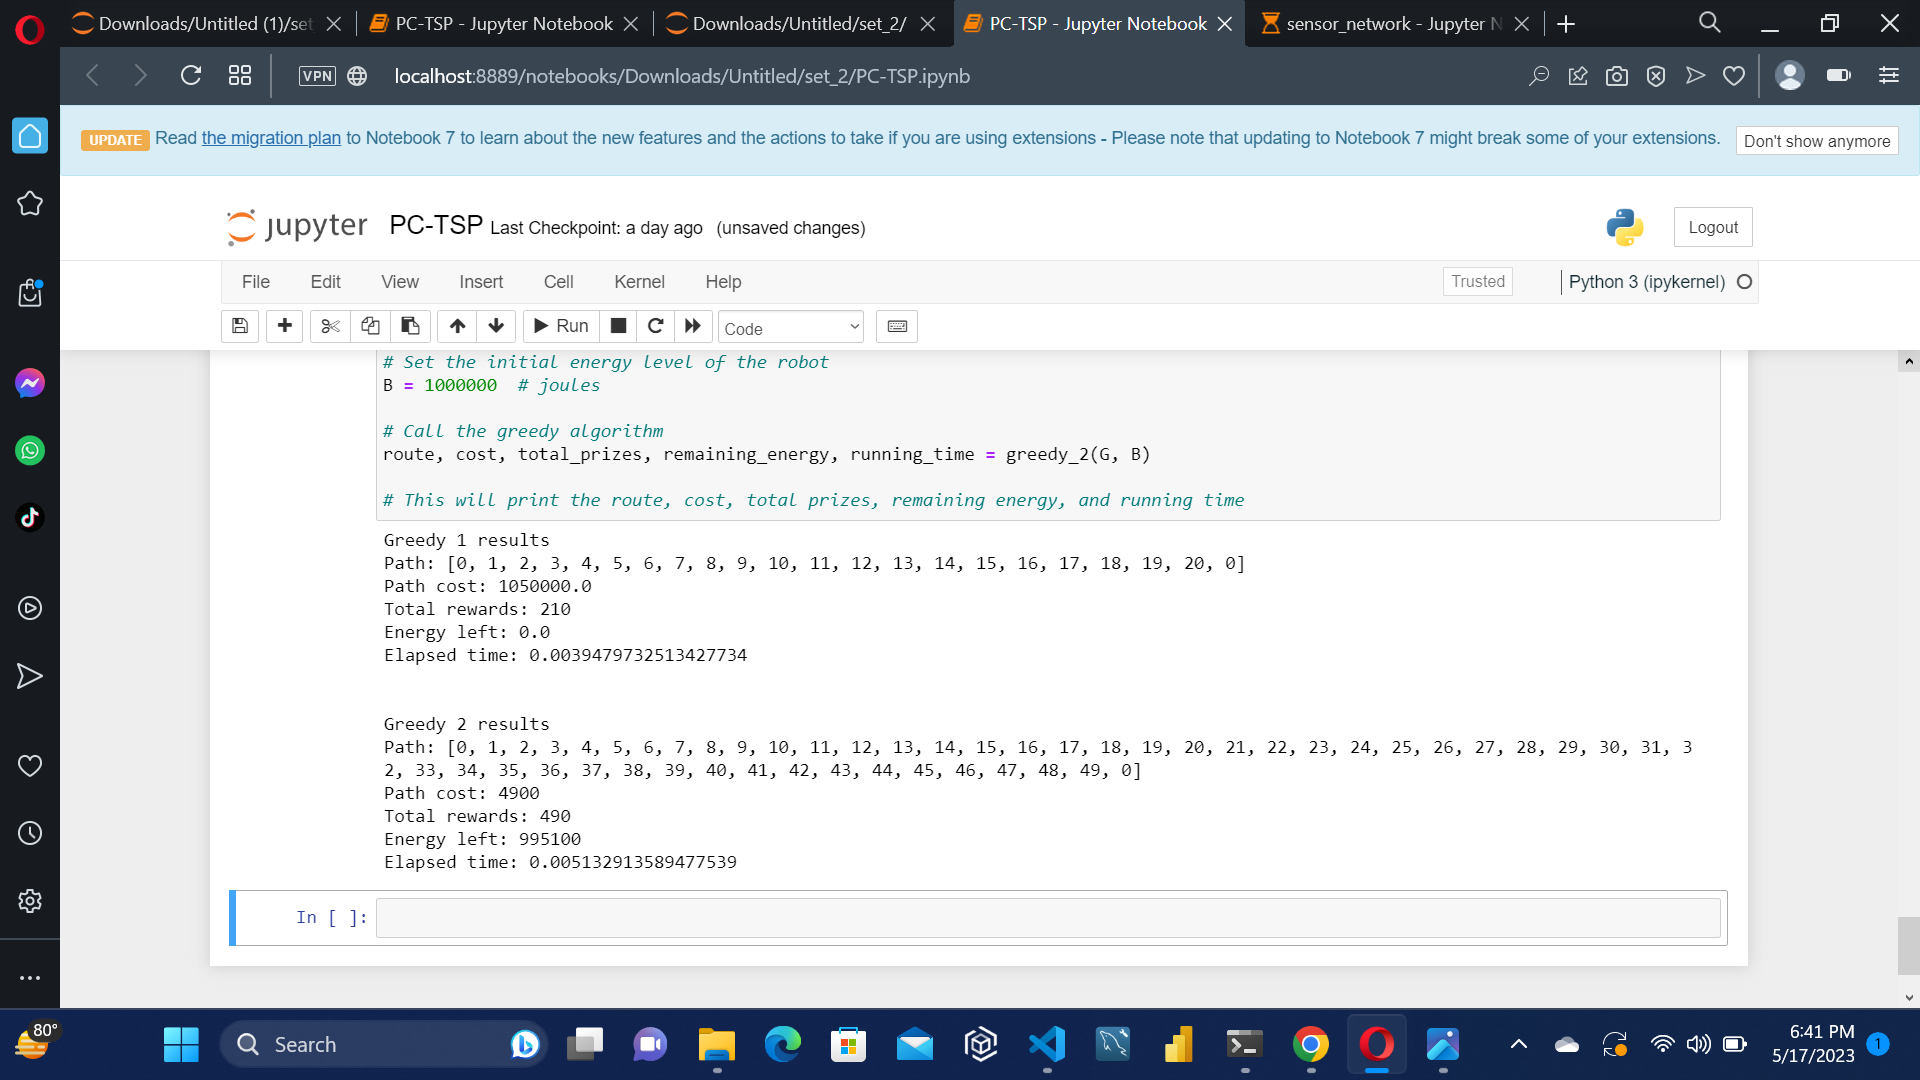 Downloads/Untitled (1)/set
PC-TSP - Jupyter Notebook
Downloads/Untitled/set_2/
PC-TSP - Jupyter Notebook
sensor_network - Jupyter N
VPN
localhost:8889/notebooks/Downloads/Untitled/set_2/PC-TSP.ipynb
UPDATE Read the migration plan to Notebook 7 to learn about the new features and the actions to take if you are using extensions - Please note that updating to Notebook 7 might break some of your extensions.
Don't show anymore
jupyter PC-TSP Last Checkpoint: a day ago (unsaved changes)
Logout
File Edit View Insert Cell Kernel Help
Trusted
Python 3 (ipykernel)
Run
Code
# Set the initial energy level of the robot
B = 1000000  # joules
# Call the greedy algorithm
route, cost, total_prizes, remaining_energy, running_time = greedy_2(G, B)
# This will print the route, cost, total prizes, remaining energy, and running time
Greedy 1 results
Path: [0, 1, 2, 3, 4, 5, 6, 7, 8, 9, 10, 11, 12, 13, 14, 15, 16, 17, 18, 19, 20, 0]
Path cost: 1050000.0
Total rewards: 210
Energy left: 0.0
Elapsed time: 0.0039479732513427734
Greedy 2 results
Path: [0, 1, 2, 3, 4, 5, 6, 7, 8, 9, 10, 11, 12, 13, 14, 15, 16, 17, 18, 19, 20, 21, 22, 23, 24, 25, 26, 27, 28, 29, 30, 31, 3
2, 33, 34, 35, 36, 37, 38, 39, 40, 41, 42, 43, 44, 45, 46, 47, 48, 49, 0]
Path cost: 4900
Total rewards: 490
Energy left: 995100
Elapsed time: 0.005132913589477539
In [ ]:
80°
Search
6:41 PM
5/17/2023
1